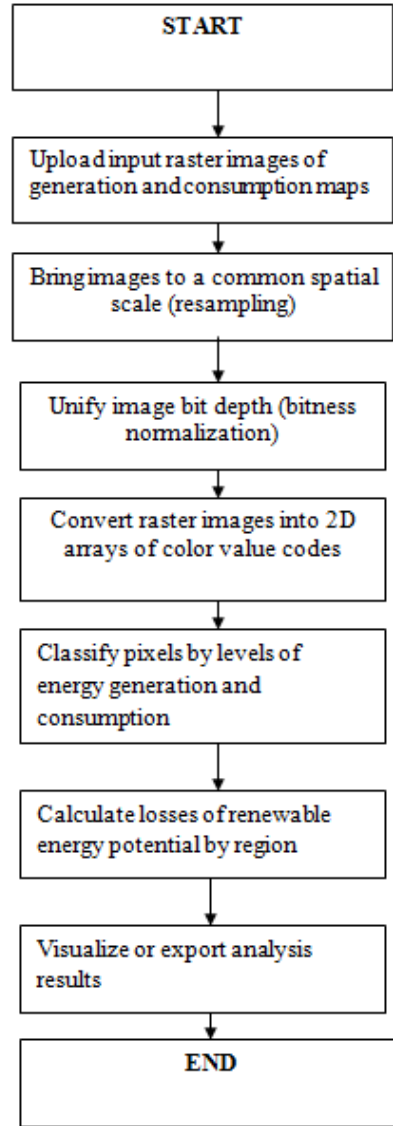 START
Upload input raster images of
generation and consumption maps
Bring images to a common spatial
scale (resampling)
Unify image bit depth (bitness
normalization)
Convert raster images into 2D
arrays of color value codes
Classify pixels by levels of
energy generation and
consumption
Calculate losses of renewable
energy potential by region
Visualize or export analysis
results
END